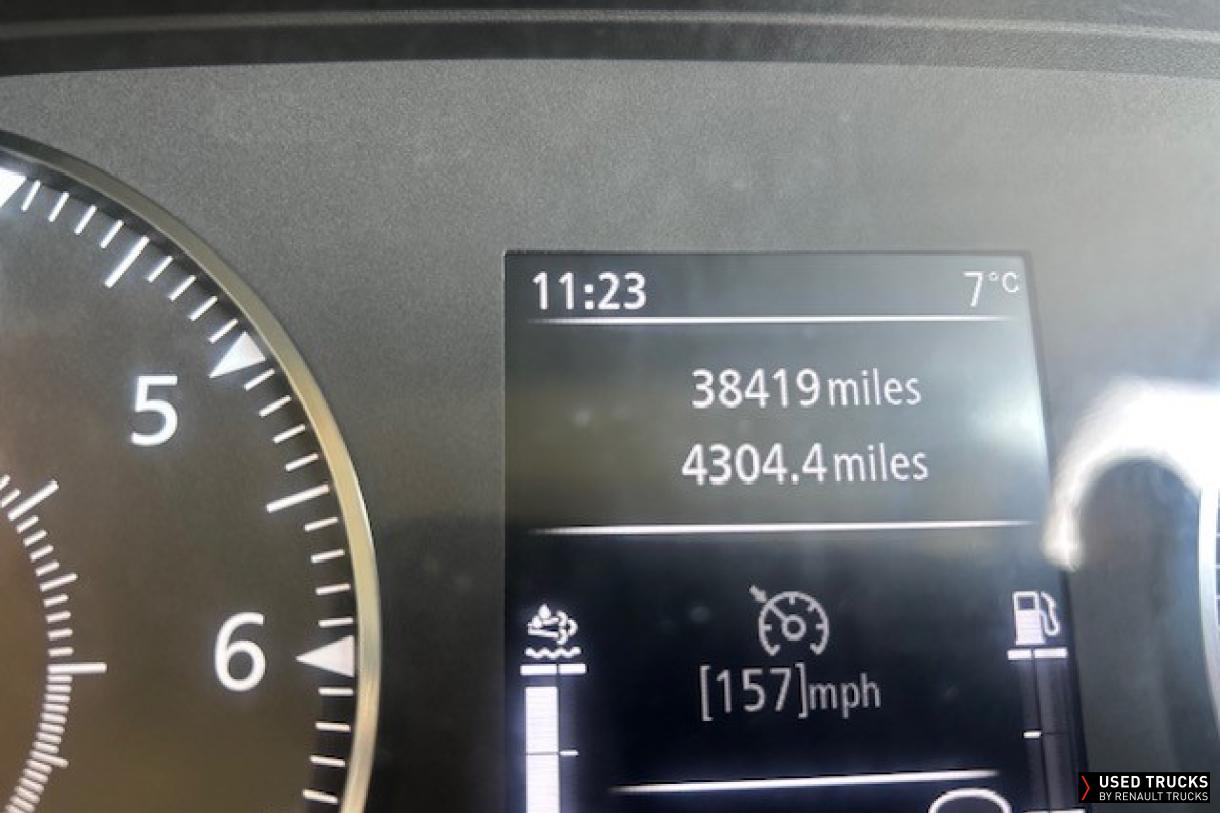 11:23 7°C
38419 miles
4304.4 miles
5
6
[157]mph
USED TRUCKS
BY RENAULT TRUCKS